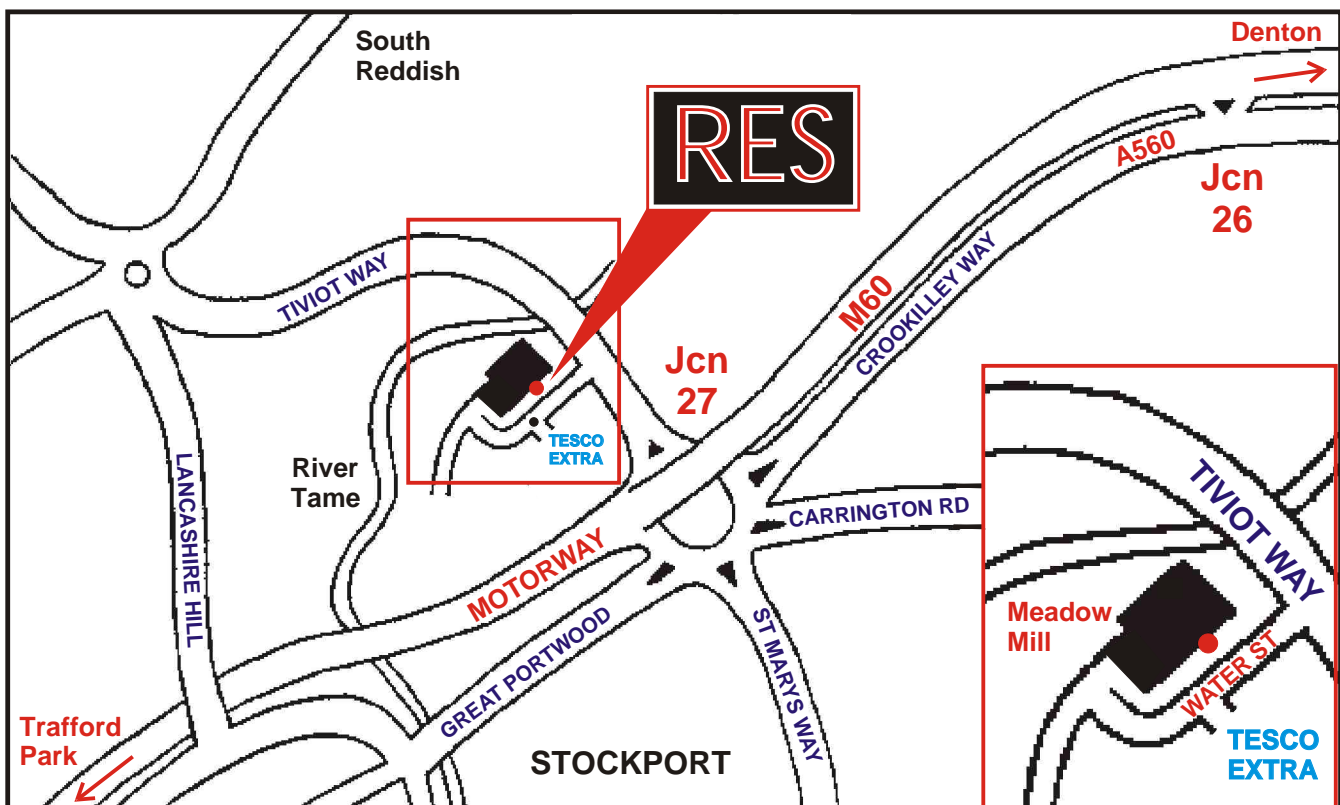 South
Reddish
Denton
RES
A560
Jcn
26
TIVIOT WAY
M60
CROOKILLEY WAY
Jcn
27
TESCO
EXTRA
River
Tame
LANCASHIRE HILL
CARRINGTON RD
MOTORWAY
GREAT PORTWOOD
ST MARYS WAY
Trafford
Park
STOCKPORT
TIVIOT WAY
Meadow
Mill
WATER ST
TESCO
EXTRA